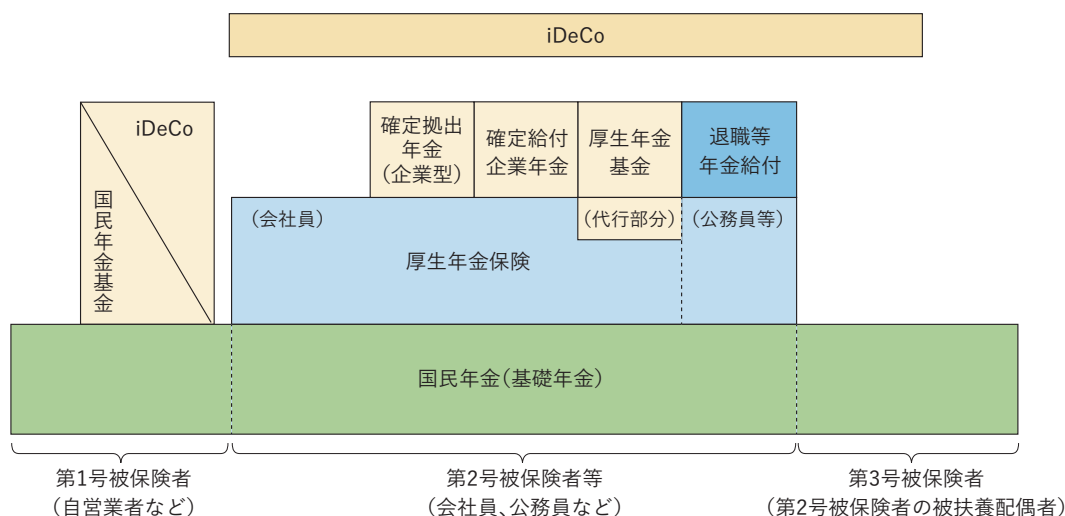 iDeCo
iDeCo
国民年金基金
確定拠出
年金
(企業型)
確定給付
企業年金
厚生年金
基金
退職等
年金給付
(会社員)
(代行部分)
(公務員等)
厚生年金保険
国民年金(基礎年金)
第1号被保険者
(自営業者など)
第2号被保険者等
(会社員、公務員など)
第3号被保険者
(第2号被保険者の被扶養配偶者)